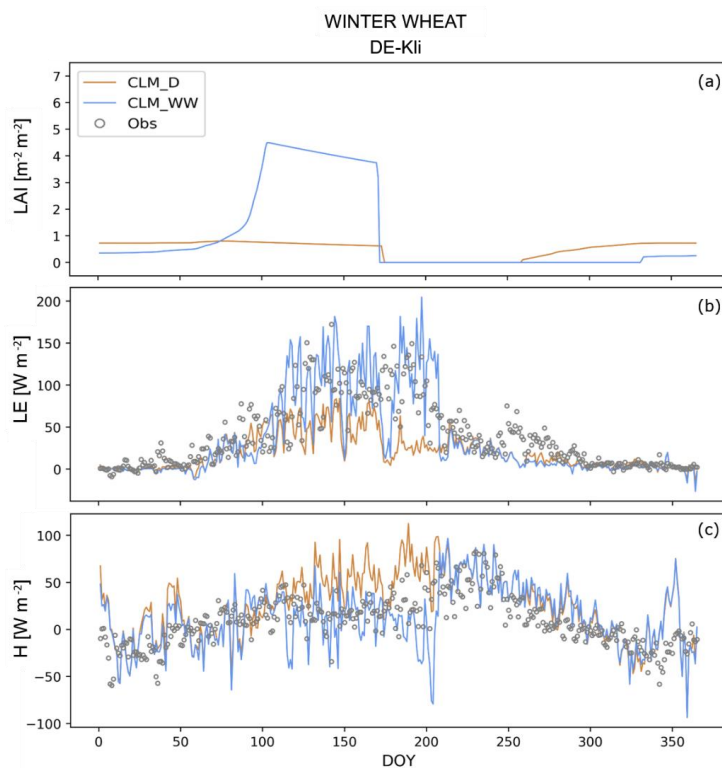 WINTER WHEAT
DE-Kli
(a)
CLM_D
CLM_WW
Obs
LAI [m⁻² m⁻²]
7
6
5
4
3
2
1
0
(b)
LE [W m⁻²]
200
150
100
50
0
(c)
H [W m⁻²]
100
50
0
−50
−100
0 50 100 150 200 250 300 350
DOY